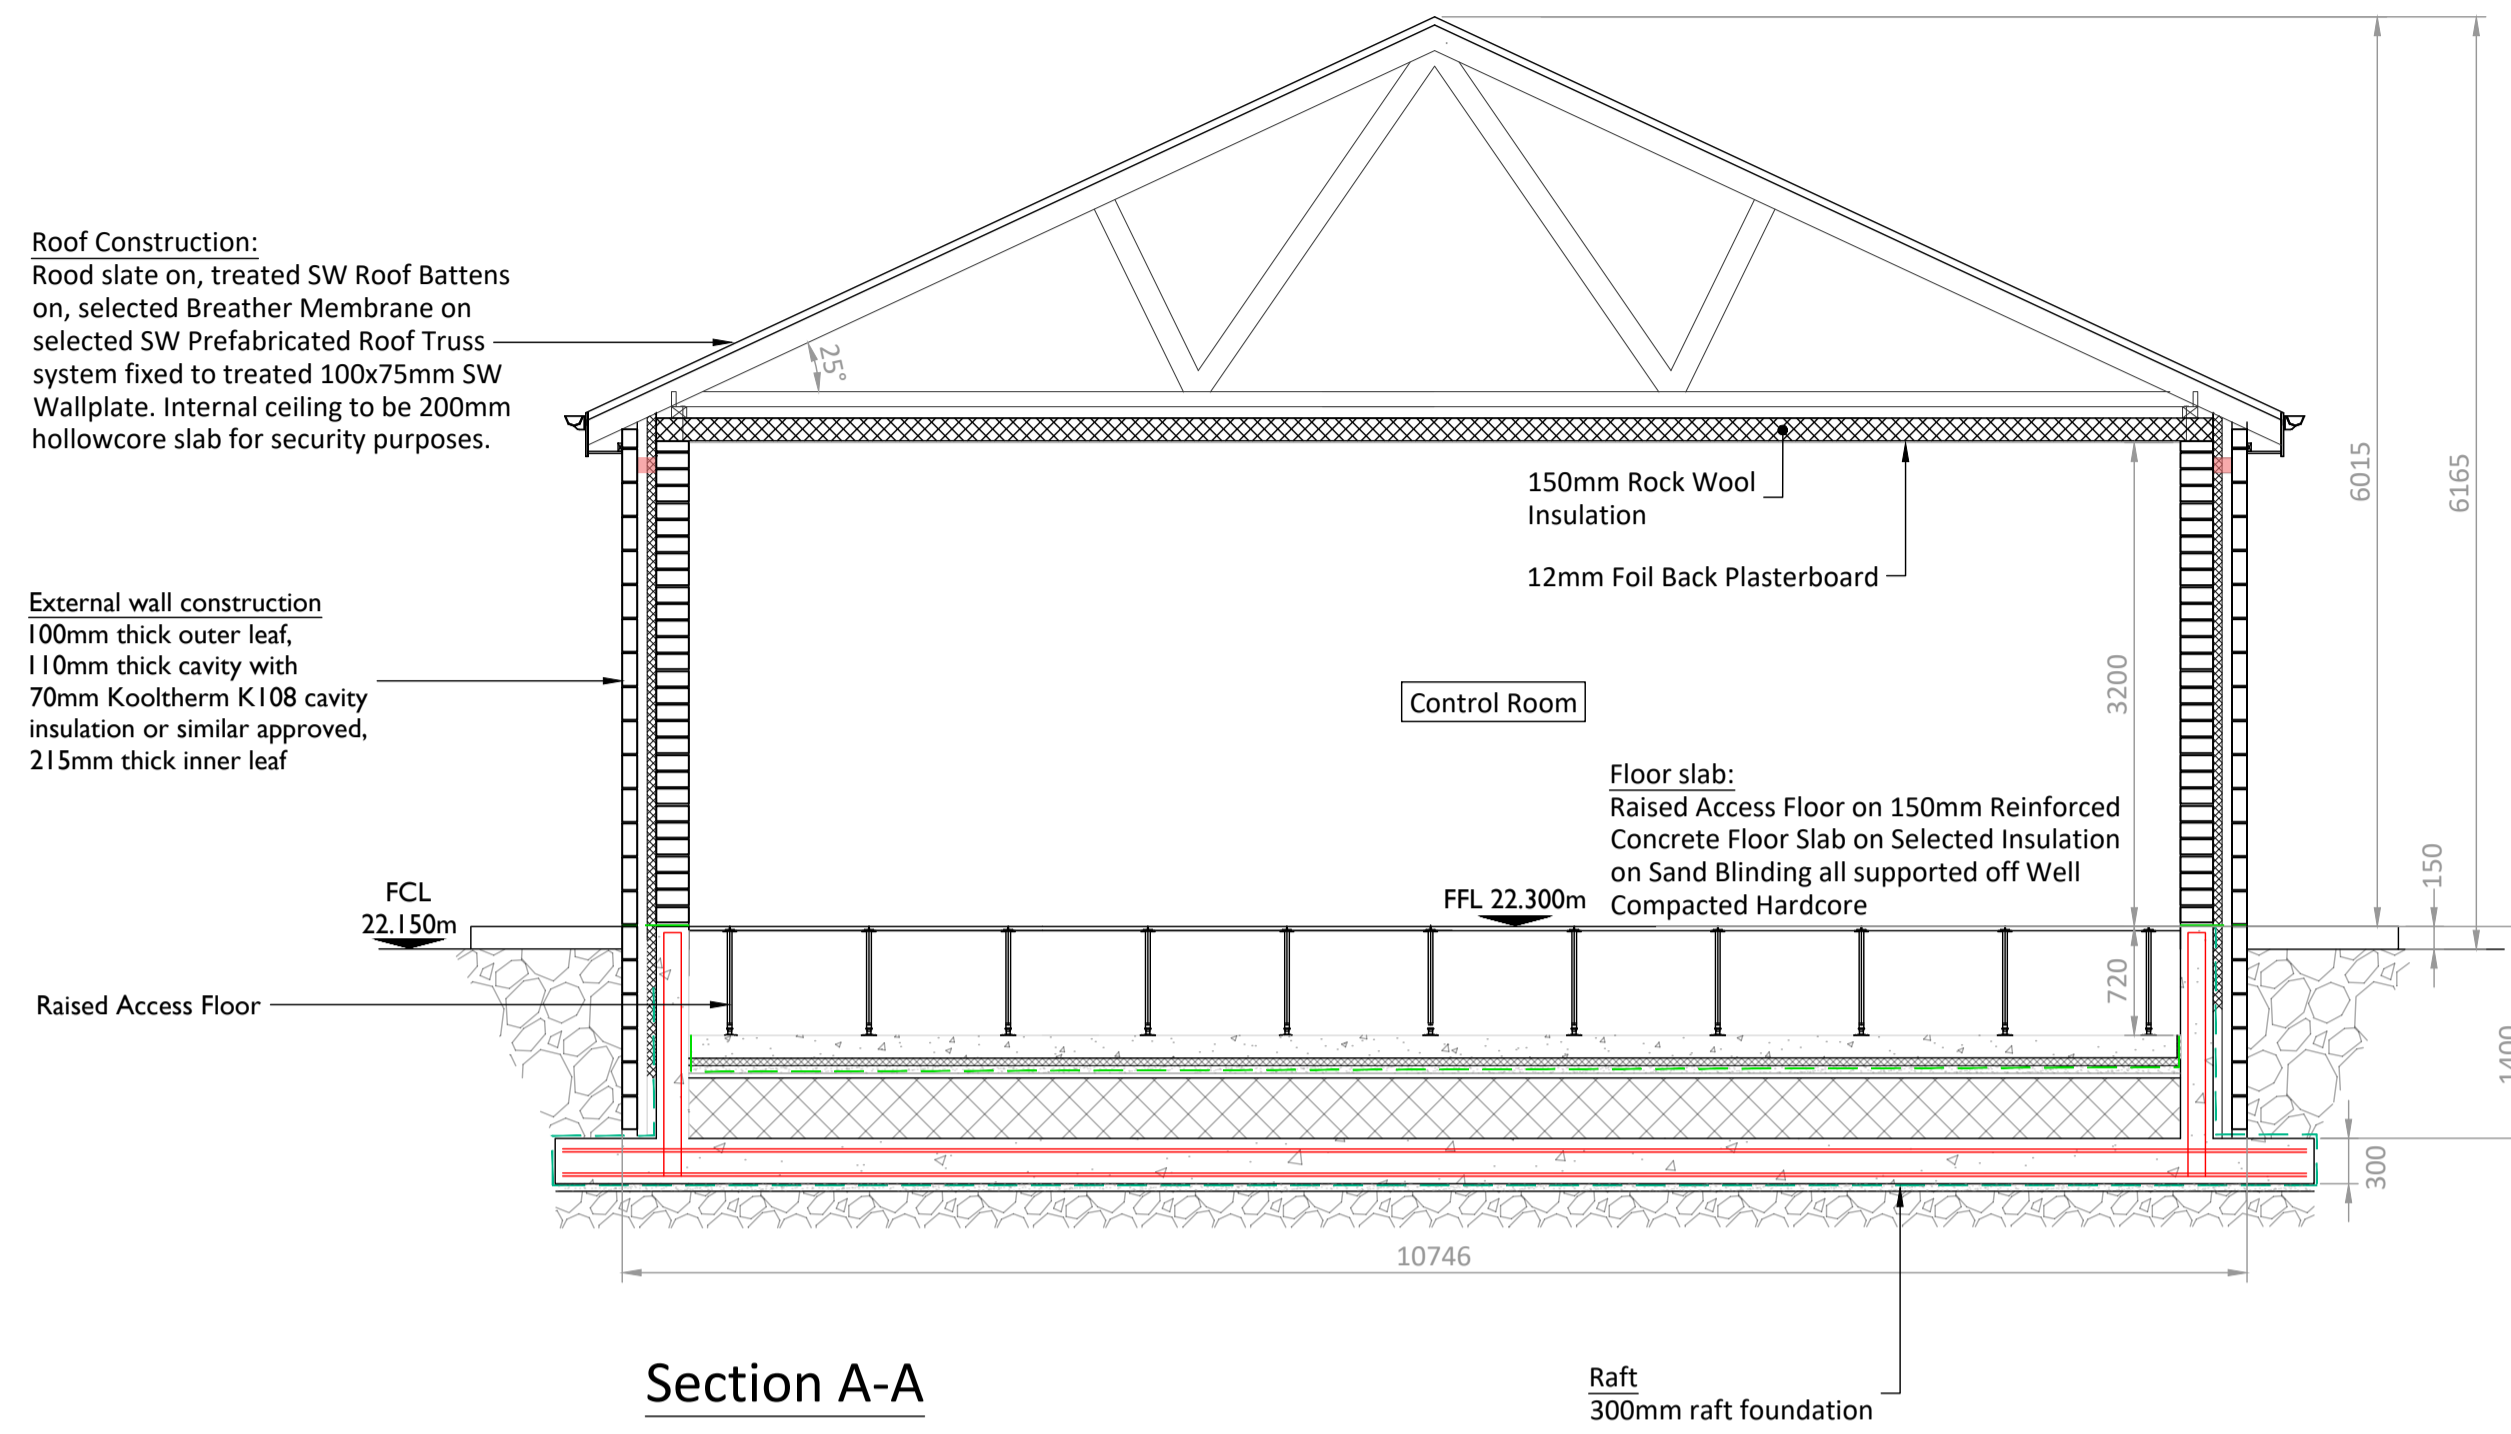 Roof Construction:
Rood slate on, treated SW Roof Battens
on, selected Breather Membrane on
selected SW Prefabricated Roof Truss
system fixed to treated 100x75mm SW
Wallplate. Internal ceiling to be 200mm
hollowcore slab for security purposes.
25°
6015
6165
150mm Rock Wool
Insulation
12mm Foil Back Plasterboard
External wall construction
100mm thick outer leaf,
110mm thick cavity with
70mm Kooltherm K108 cavity
insulation or similar approved,
215mm thick inner leaf
3200
Control Room
Floor slab:
Raised Access Floor on 150mm Reinforced
Concrete Floor Slab on Selected Insulation
on Sand Blinding all supported off Well
Compacted Hardcore
150
FCL
22.150m
FFL 22.300m
Raised Access Floor
720
1400
300
10746
Section A-A
Raft
300mm raft foundation